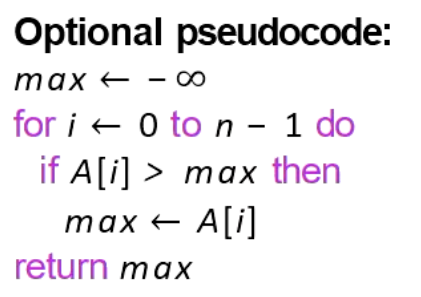 Optional pseudocode:
max ← − ∞
for i ← 0 to n − 1 do
if A[i] > max then
max ← A[i]
return max